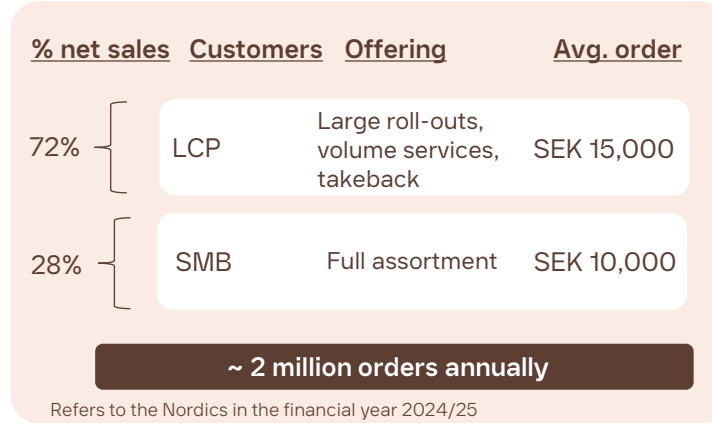 % net sales Customers Offering Avg. order
72% LCP Large roll-outs, volume services, takeback SEK 15,000
28% SMB Full assortment SEK 10,000
~ 2 million orders annually
Refers to the Nordics in the financial year 2024/25